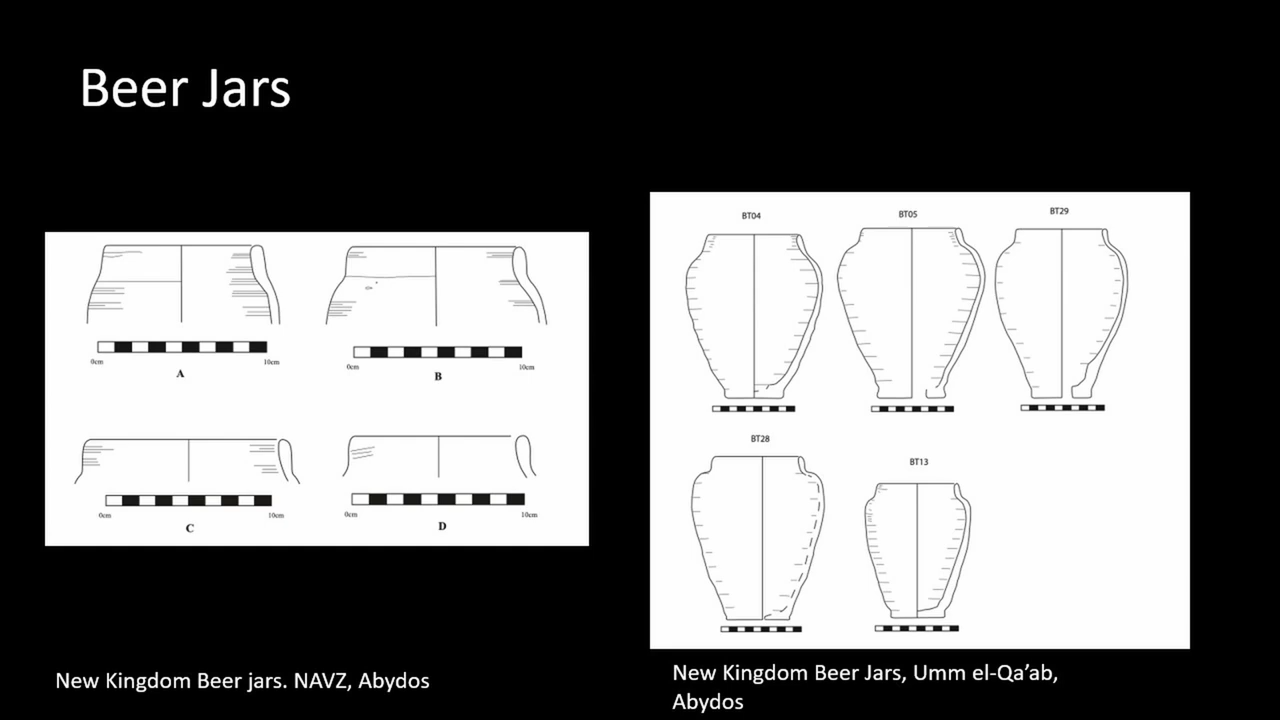 Beer Jars
0cm
10cm
A
0cm
10cm
B
0cm
10cm
C
0cm
10cm
D
BT04
BT05
BT29
BT28
BT13
New Kingdom Beer jars. NAVZ, Abydos
New Kingdom Beer Jars, Umm el-Qa’ab,
Abydos